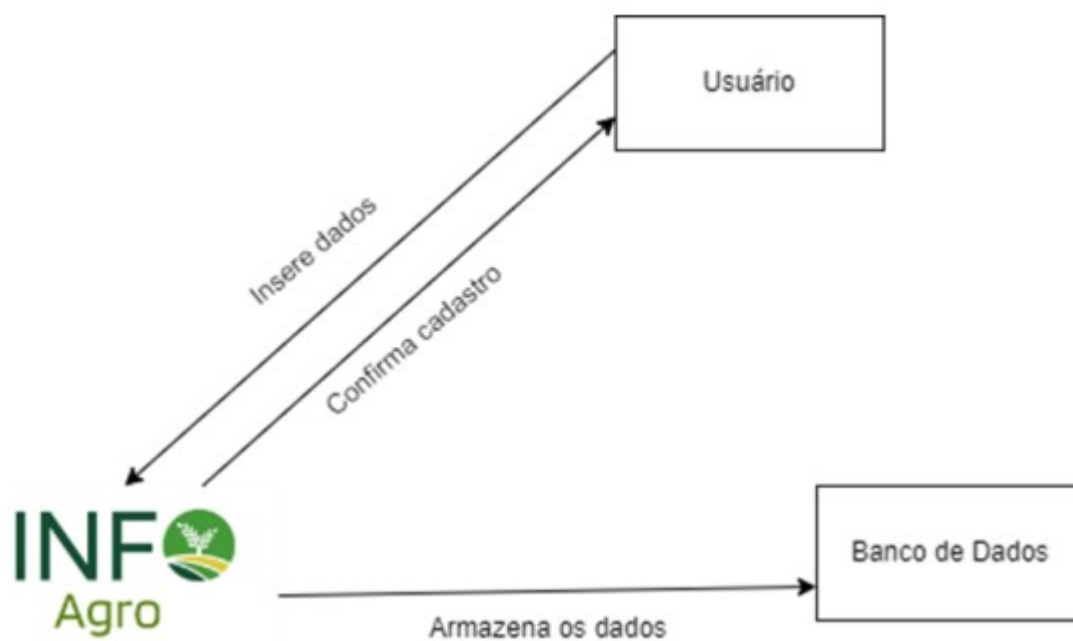 Usuário
Insere dados
Confirma cadastro
INFO
Agro
Banco de Dados
Armazena os dados